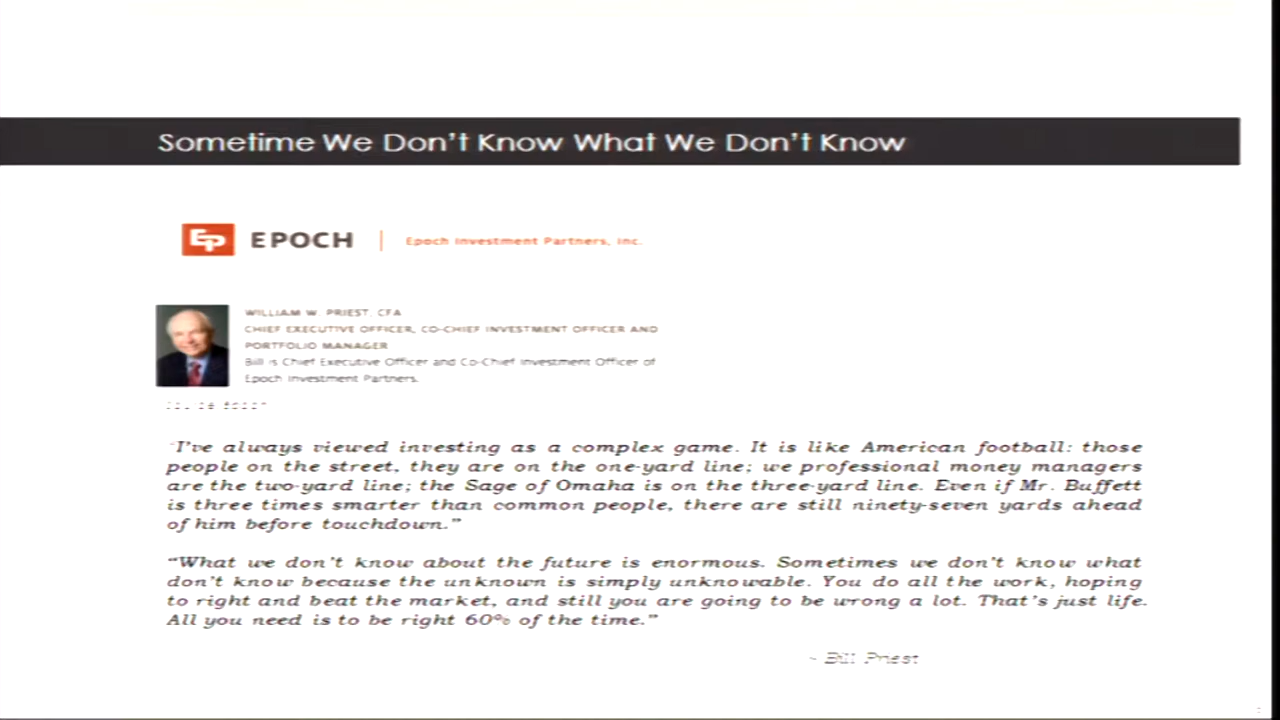 Sometime We Don't Know What We Don't Know
Ep EPOCH | Epoch Investment Partners, Inc.
WILLIAM W. PRIEST, CFA
CHIEF EXECUTIVE OFFICER, CO-CHIEF INVESTMENT OFFICER AND
PORTFOLIO MANAGER
Bill is Chief Executive Officer and Co-Chief Investment Officer of
Epoch Investment Partners.
"I've always viewed investing as a complex game. It is like American football: those
people on the street, they are on the one-yard line; we professional money managers
are the two-yard line; the Sage of Omaha is on the three-yard line. Even if Mr. Buffett
is three times smarter than common people, there are still ninety-seven yards ahead
of him before touchdown."
"What we don't know about the future is enormous. Sometimes we don't know what
don't know because the unknown is simply unknowable. You do all the work, hoping
to right and beat the market, and still you are going to be wrong a lot. That's just life.
All you need is to be right 60% of the time."
~ Bill Priest